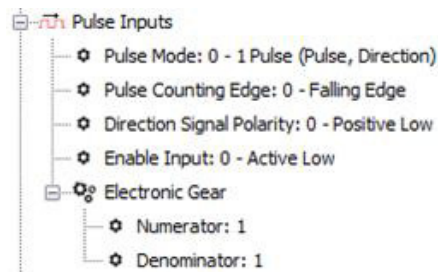 Pulse Inputs
Pulse Mode: 0 - 1 Pulse (Pulse, Direction)
Pulse Counting Edge: 0 - Falling Edge
Direction Signal Polarity: 0 - Positive Low
Enable Input: 0 - Active Low
Electronic Gear
Numerator: 1
Denominator: 1